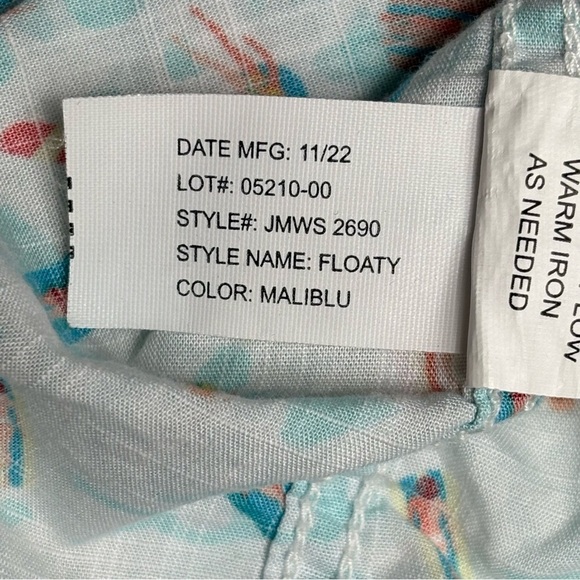 DATE MFG: 11/22
LOT#: 05210-00
STYLE#: JMWS 2690
STYLE NAME: FLOATY
COLOR: MALIBLU
LOW
WARM IRON
AS NEEDED